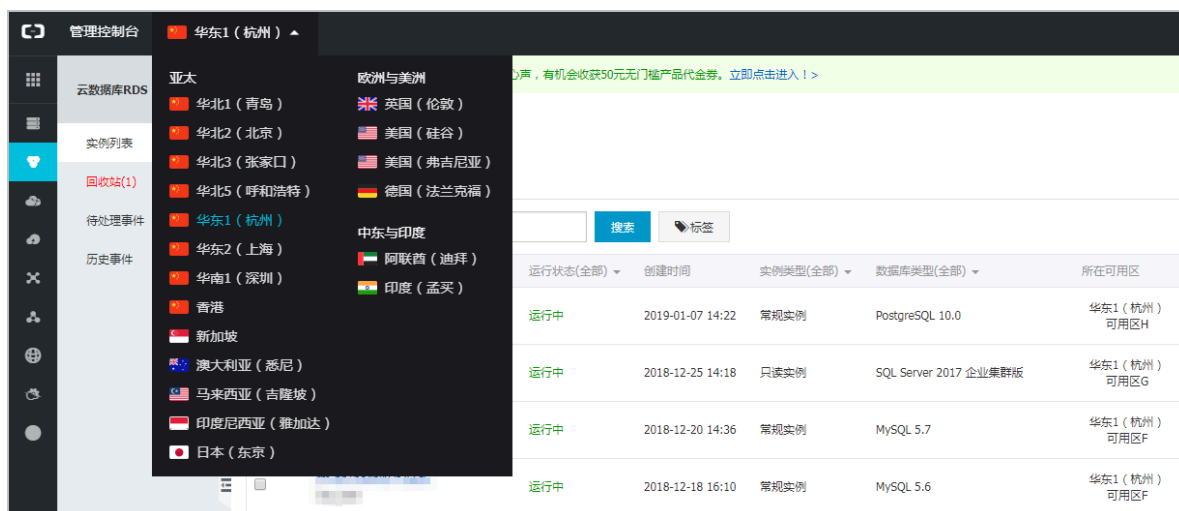 管理控制台
华东1 ( 杭州 )
亚太
华北1 ( 青岛 )
华北2 ( 北京 )
华北3 ( 张家口 )
华北5 ( 呼和浩特 )
华东1 ( 杭州 )
华东2 ( 上海 )
华南1 ( 深圳 )
香港
新加坡
澳大利亚 ( 悉尼 )
马来西亚 ( 吉隆坡 )
印度尼西亚 ( 雅加达 )
日本 ( 东京 )
欧洲与美洲
英国 ( 伦敦 )
美国 ( 硅谷 )
美国 ( 弗吉尼亚 )
德国 ( 法兰克福 )
中东与印度
阿联酋 ( 迪拜 )
印度 ( 孟买 )
云数据库RDS
实例列表
回收站(1)
待处理事件
历史事件
心声，有机会收获50元无门槛产品代金券。立即点击进入！>
搜索
标签
运行状态(全部) 创建时间 实例类型(全部) 数据库类型(全部) 所在可用区
运行中 2019-01-07 14:22 常规实例 PostgreSQL 10.0 华东1 ( 杭州 )
可用区H
运行中 2018-12-25 14:18 只读实例 SQL Server 2017 企业集群版 华东1 ( 杭州 )
可用区G
运行中 2018-12-20 14:36 常规实例 MySQL 5.7 华东1 ( 杭州 )
可用区F
运行中 2018-12-18 16:10 常规实例 MySQL 5.6 华东1 ( 杭州 )
可用区F